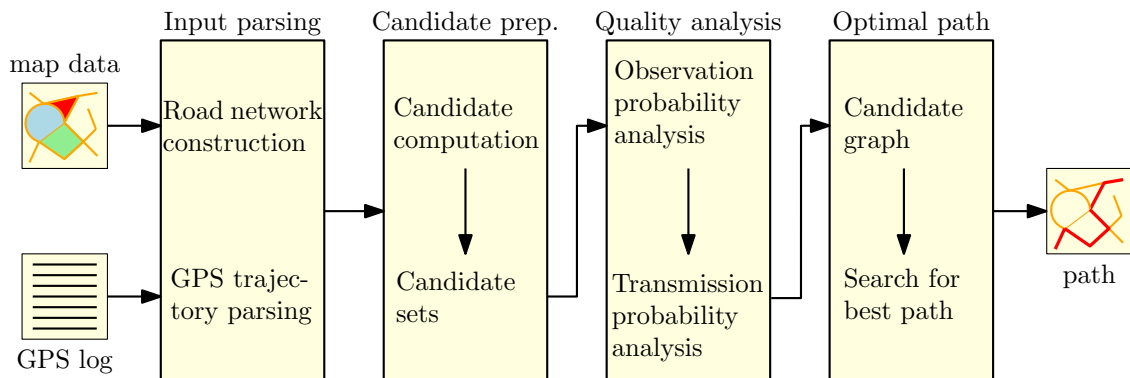 Input parsing
Candidate prep.
Quality analysis
Optimal path
map data
GPS log
Road network
construction
GPS trajec-
tory parsing
Candidate
computation
Candidate
sets
Observation
probability
analysis
Transmission
probability
analysis
Candidate
graph
Search for
best path
path